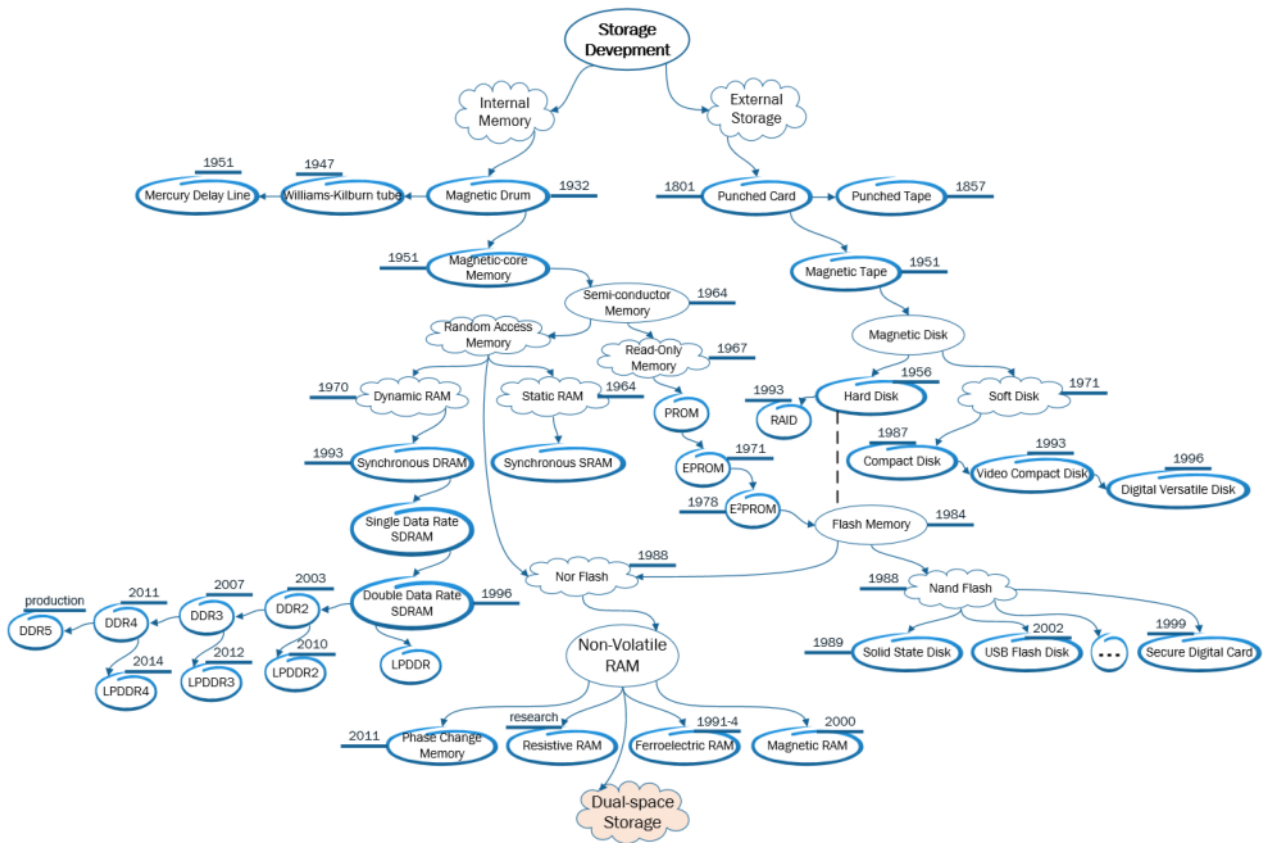 Storage
Devepment
Internal
Memory
External
Storage
1951
1947
Mercury Delay Line
Williams-Kilburn tube
Magnetic Drum
1932
1801
Punched Card
Punched Tape
1857
1951
Magnetic-core
Memory
Magnetic Tape
1951
Semi-conductor
Memory
1964
Random Access
Memory
Read-Only
Memory
1967
Magnetic Disk
1970
Dynamic RAM
Static RAM
1964
PROM
1993
RAID
1956
Hard Disk
Soft Disk
1971
1993
Synchronous DRAM
Synchronous SRAM
EPROM
1971
1987
Compact Disk
1993
Video Compact Disk
1996
Digital Versatile Disk
1978
E²PROM
Single Data Rate
SDRAM
Flash Memory
1984
Nor Flash
1988
1988
Nand Flash
production
DDR5
2011
DDR4
2007
DDR3
2003
DDR2
Double Data Rate
SDRAM
1996
2014
LPDDR4
2012
LPDDR3
2010
LPDDR2
LPDDR
Non-Volatile
RAM
1989
Solid State Disk
2002
USB Flash Disk
...
1999
Secure Digital Card
2011
Phase Change
Memory
research
Resistive RAM
1991-4
Ferroelectric RAM
2000
Magnetic RAM
Dual-space
Storage